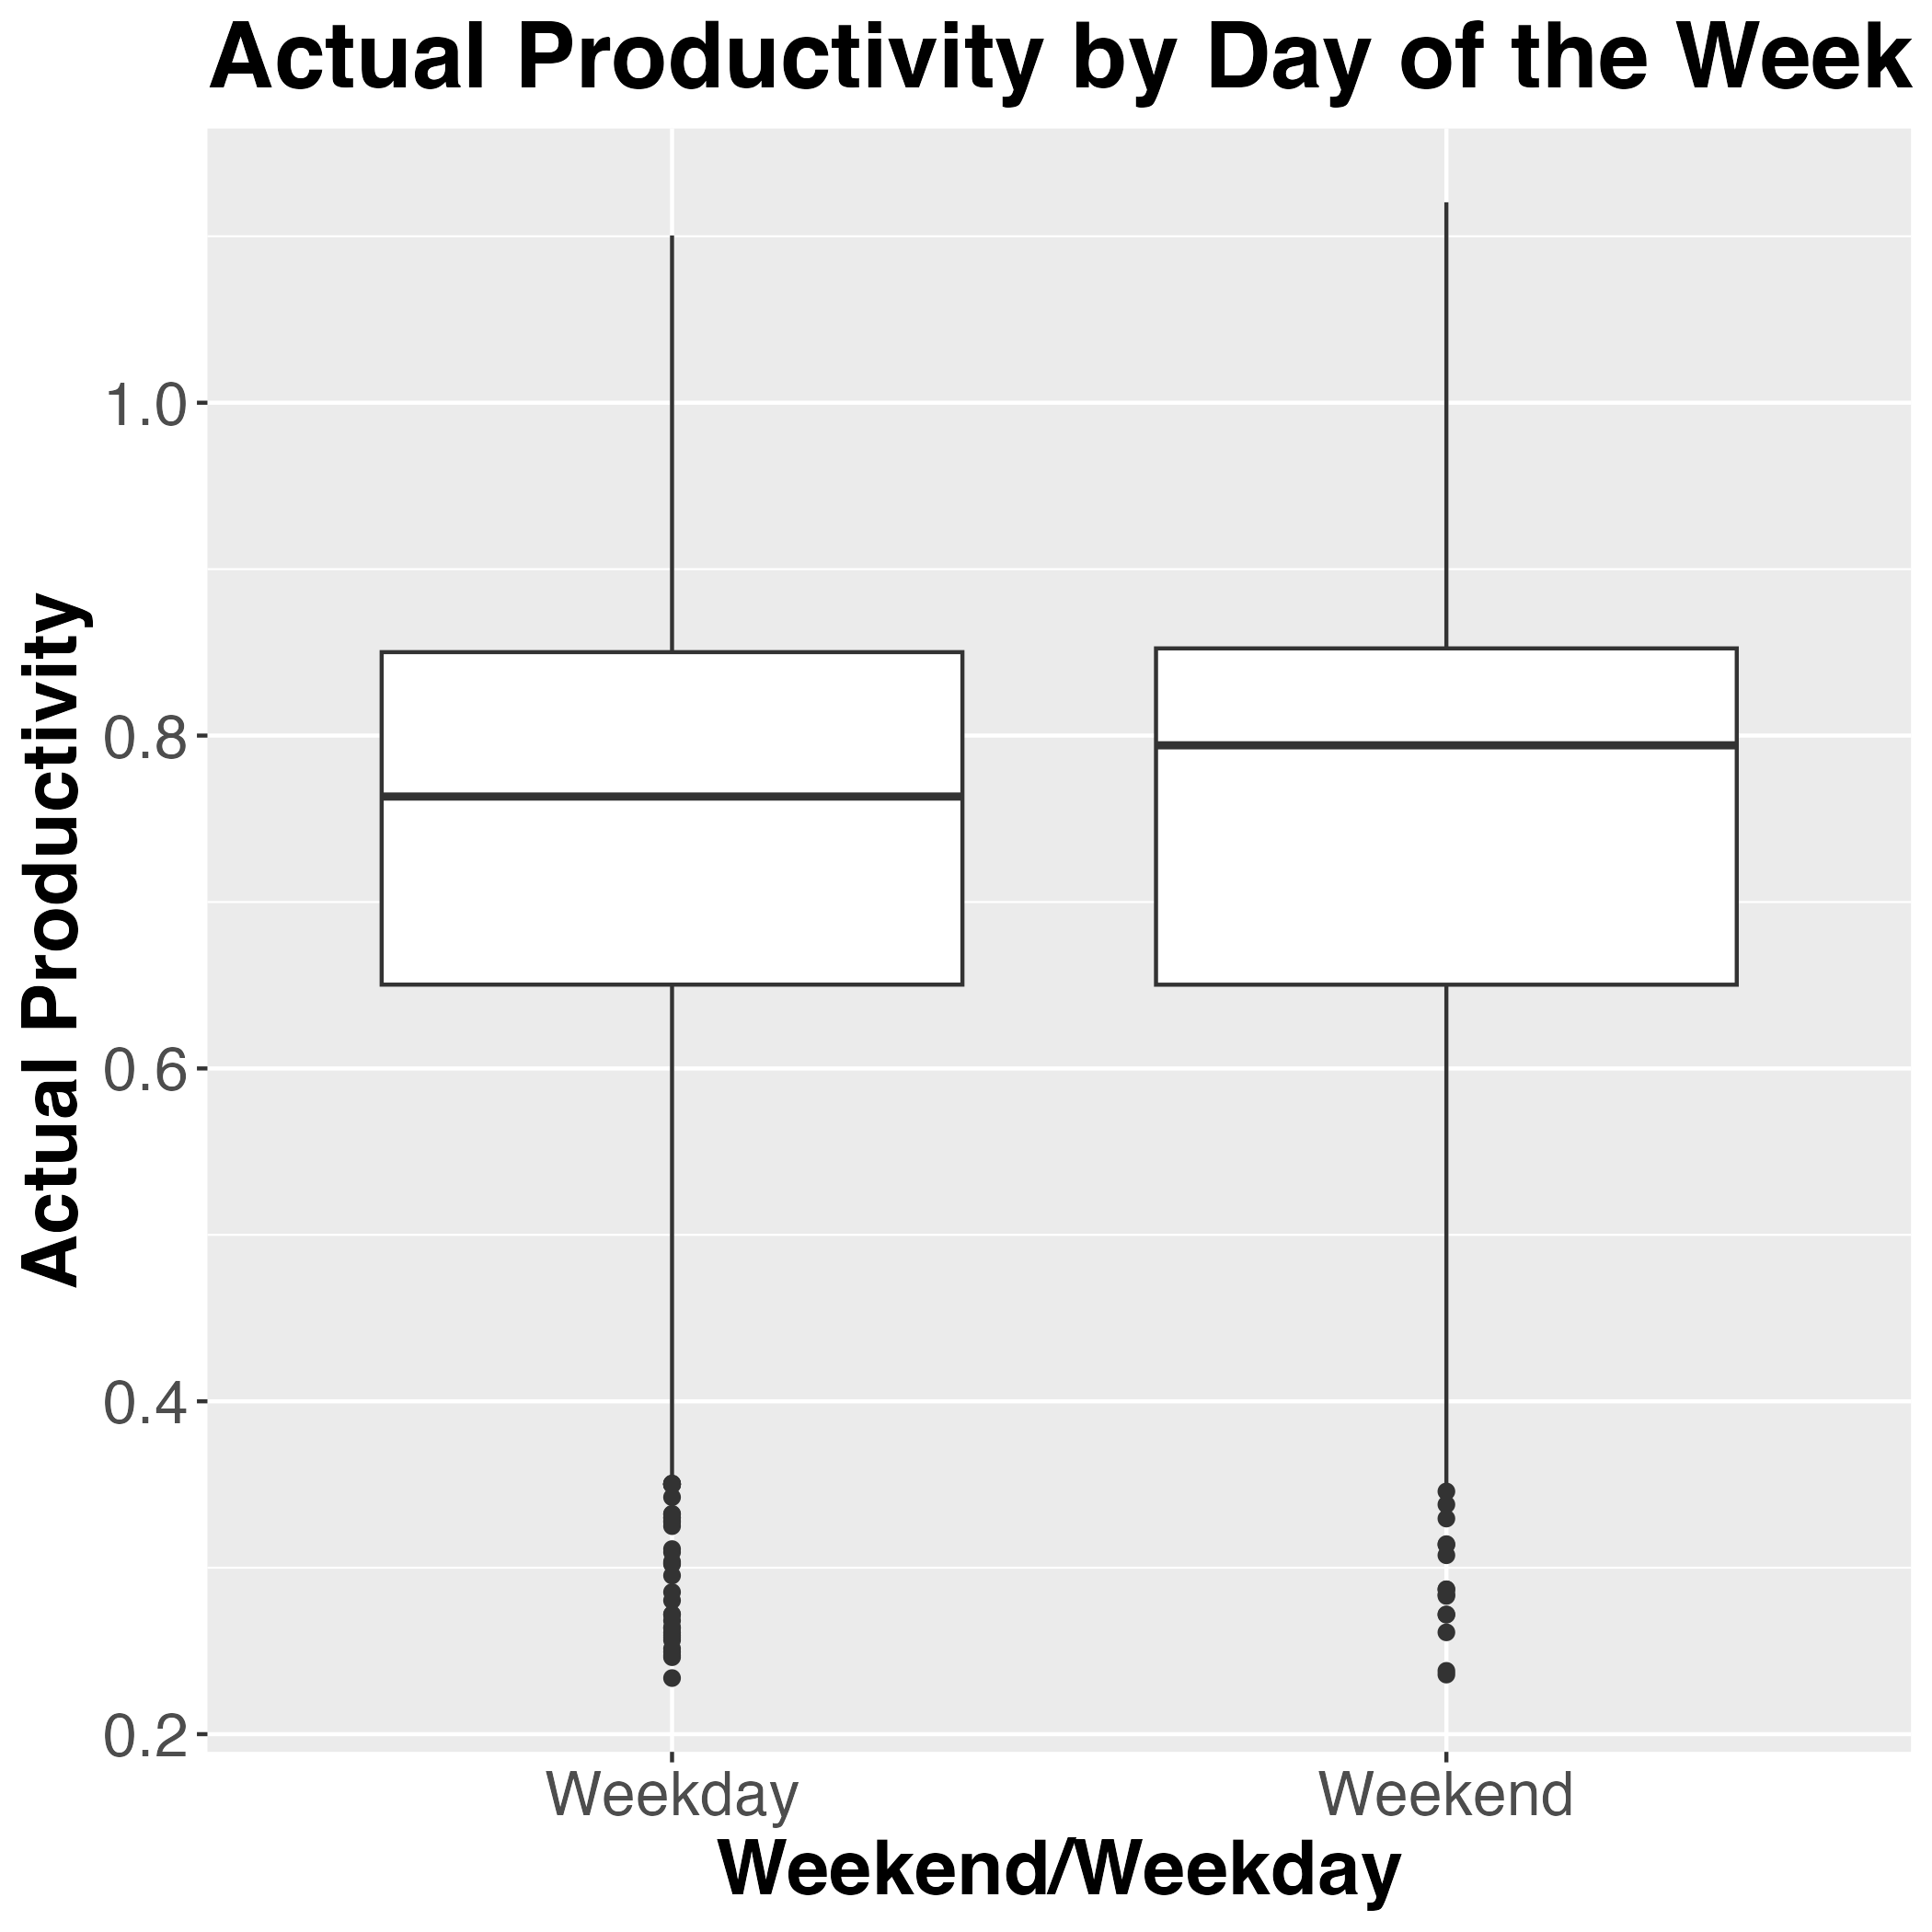 Actual Productivity by Day of the Week
Actual Productivity
1.0
0.8
0.6
0.4
0.2
Weekday
Weekend
Weekend/Weekday